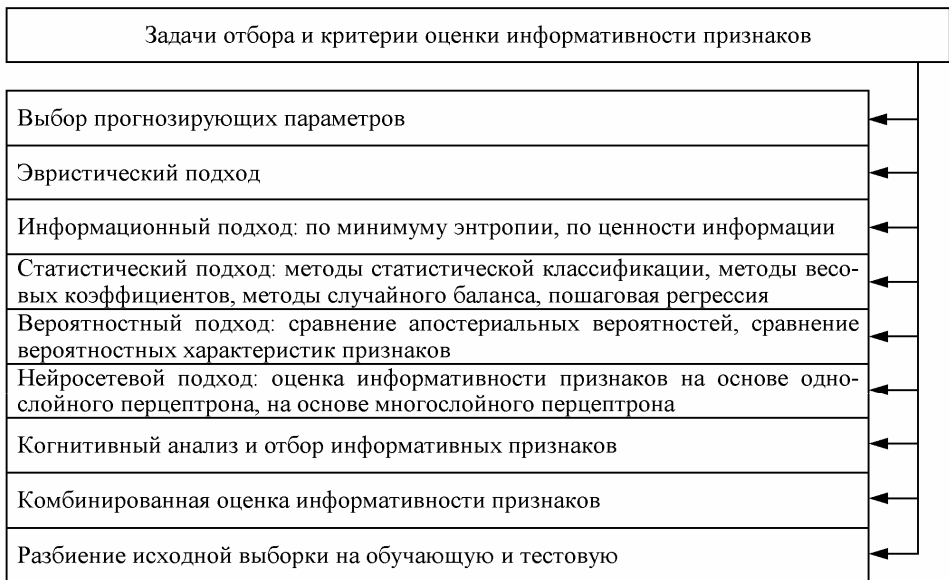 Задачи отбора и критерии оценки информативности признаков
Выбор прогнозирующих параметров
Эвристический подход
Информационный подход: по минимуму энтропии, по ценности информации
Статистический подход: методы статистической классификации, методы весо-
вых коэффициентов, методы случайного баланса, пошаговая регрессия
Вероятностный подход: сравнение апостериальных вероятностей, сравнение
вероятностных характеристик признаков
Нейросетевой подход: оценка информативности признаков на основе одно-
слойного перцептрона, на основе многослойного перцептрона
Когнитивный анализ и отбор информативных признаков
Комбинированная оценка информативности признаков
Разбиение исходной выборки на обучающую и тестовую